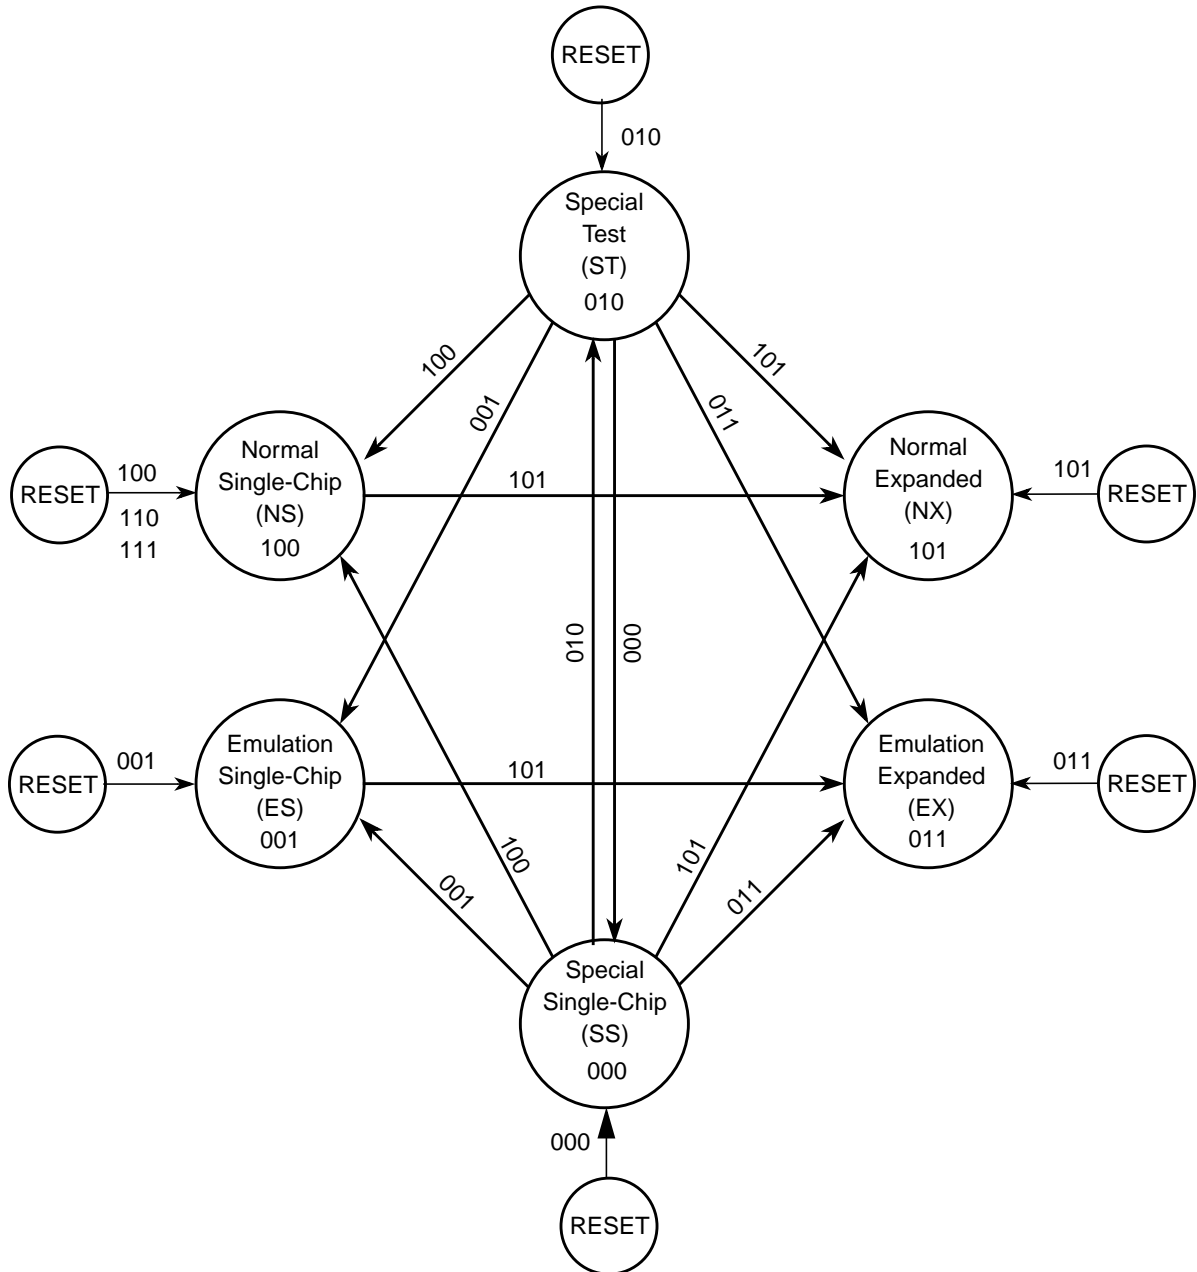 RESET
010
Special
Test
(ST)
010
100
101
001
011
Normal
Single-Chip
(NS)
100
Normal
Expanded
(NX)
101
RESET
100
110
111
101
101
RESET
010
000
Emulation
Single-Chip
(ES)
001
Emulation
Expanded
(EX)
011
RESET
001
101
011
RESET
100
101
001
011
Special
Single-Chip
(SS)
000
000
RESET